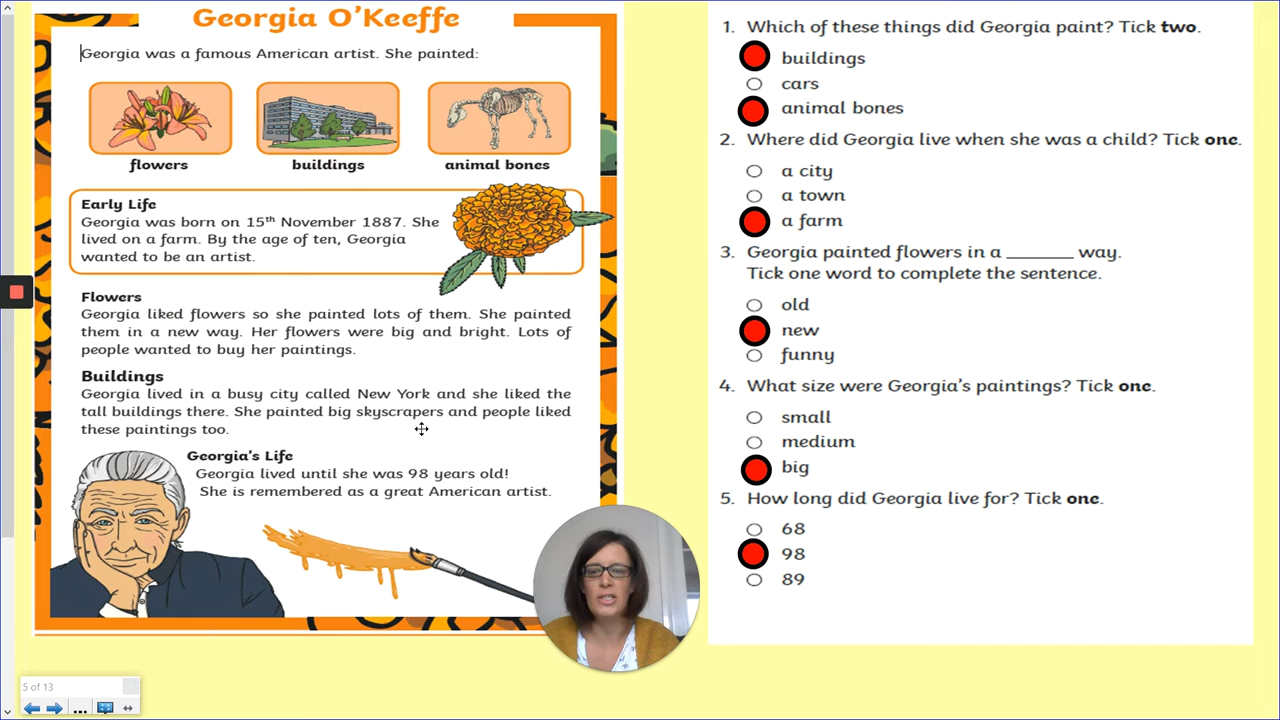 Georgia O'Keeffe
Georgia was a famous American artist. She painted:
flowers
buildings
animal bones
Early Life
Georgia was born on 15th November 1887. She
lived on a farm. By the age of ten, Georgia
wanted to be an artist.
Flowers
Georgia liked flowers so she painted lots of them. She painted
them in a new way. Her flowers were big and bright. Lots of
people wanted to buy her paintings.
Buildings
Georgia lived in a busy city called New York and she liked the
tall buildings there. She painted big skyscrapers and people liked
these paintings too.
Georgia's Life
Georgia lived until she was 98 years old!
She is remembered as a great American artist.
1. Which of these things did Georgia paint? Tick two.
buildings
cars
animal bones
2. Where did Georgia live when she was a child? Tick one.
a city
a town
a farm
3. Georgia painted flowers in a _______ way.
Tick one word to complete the sentence.
old
new
funny
4. What size were Georgia's paintings? Tick one.
small
medium
big
5. How long did Georgia live for? Tick one.
68
98
89
5 of 13
...